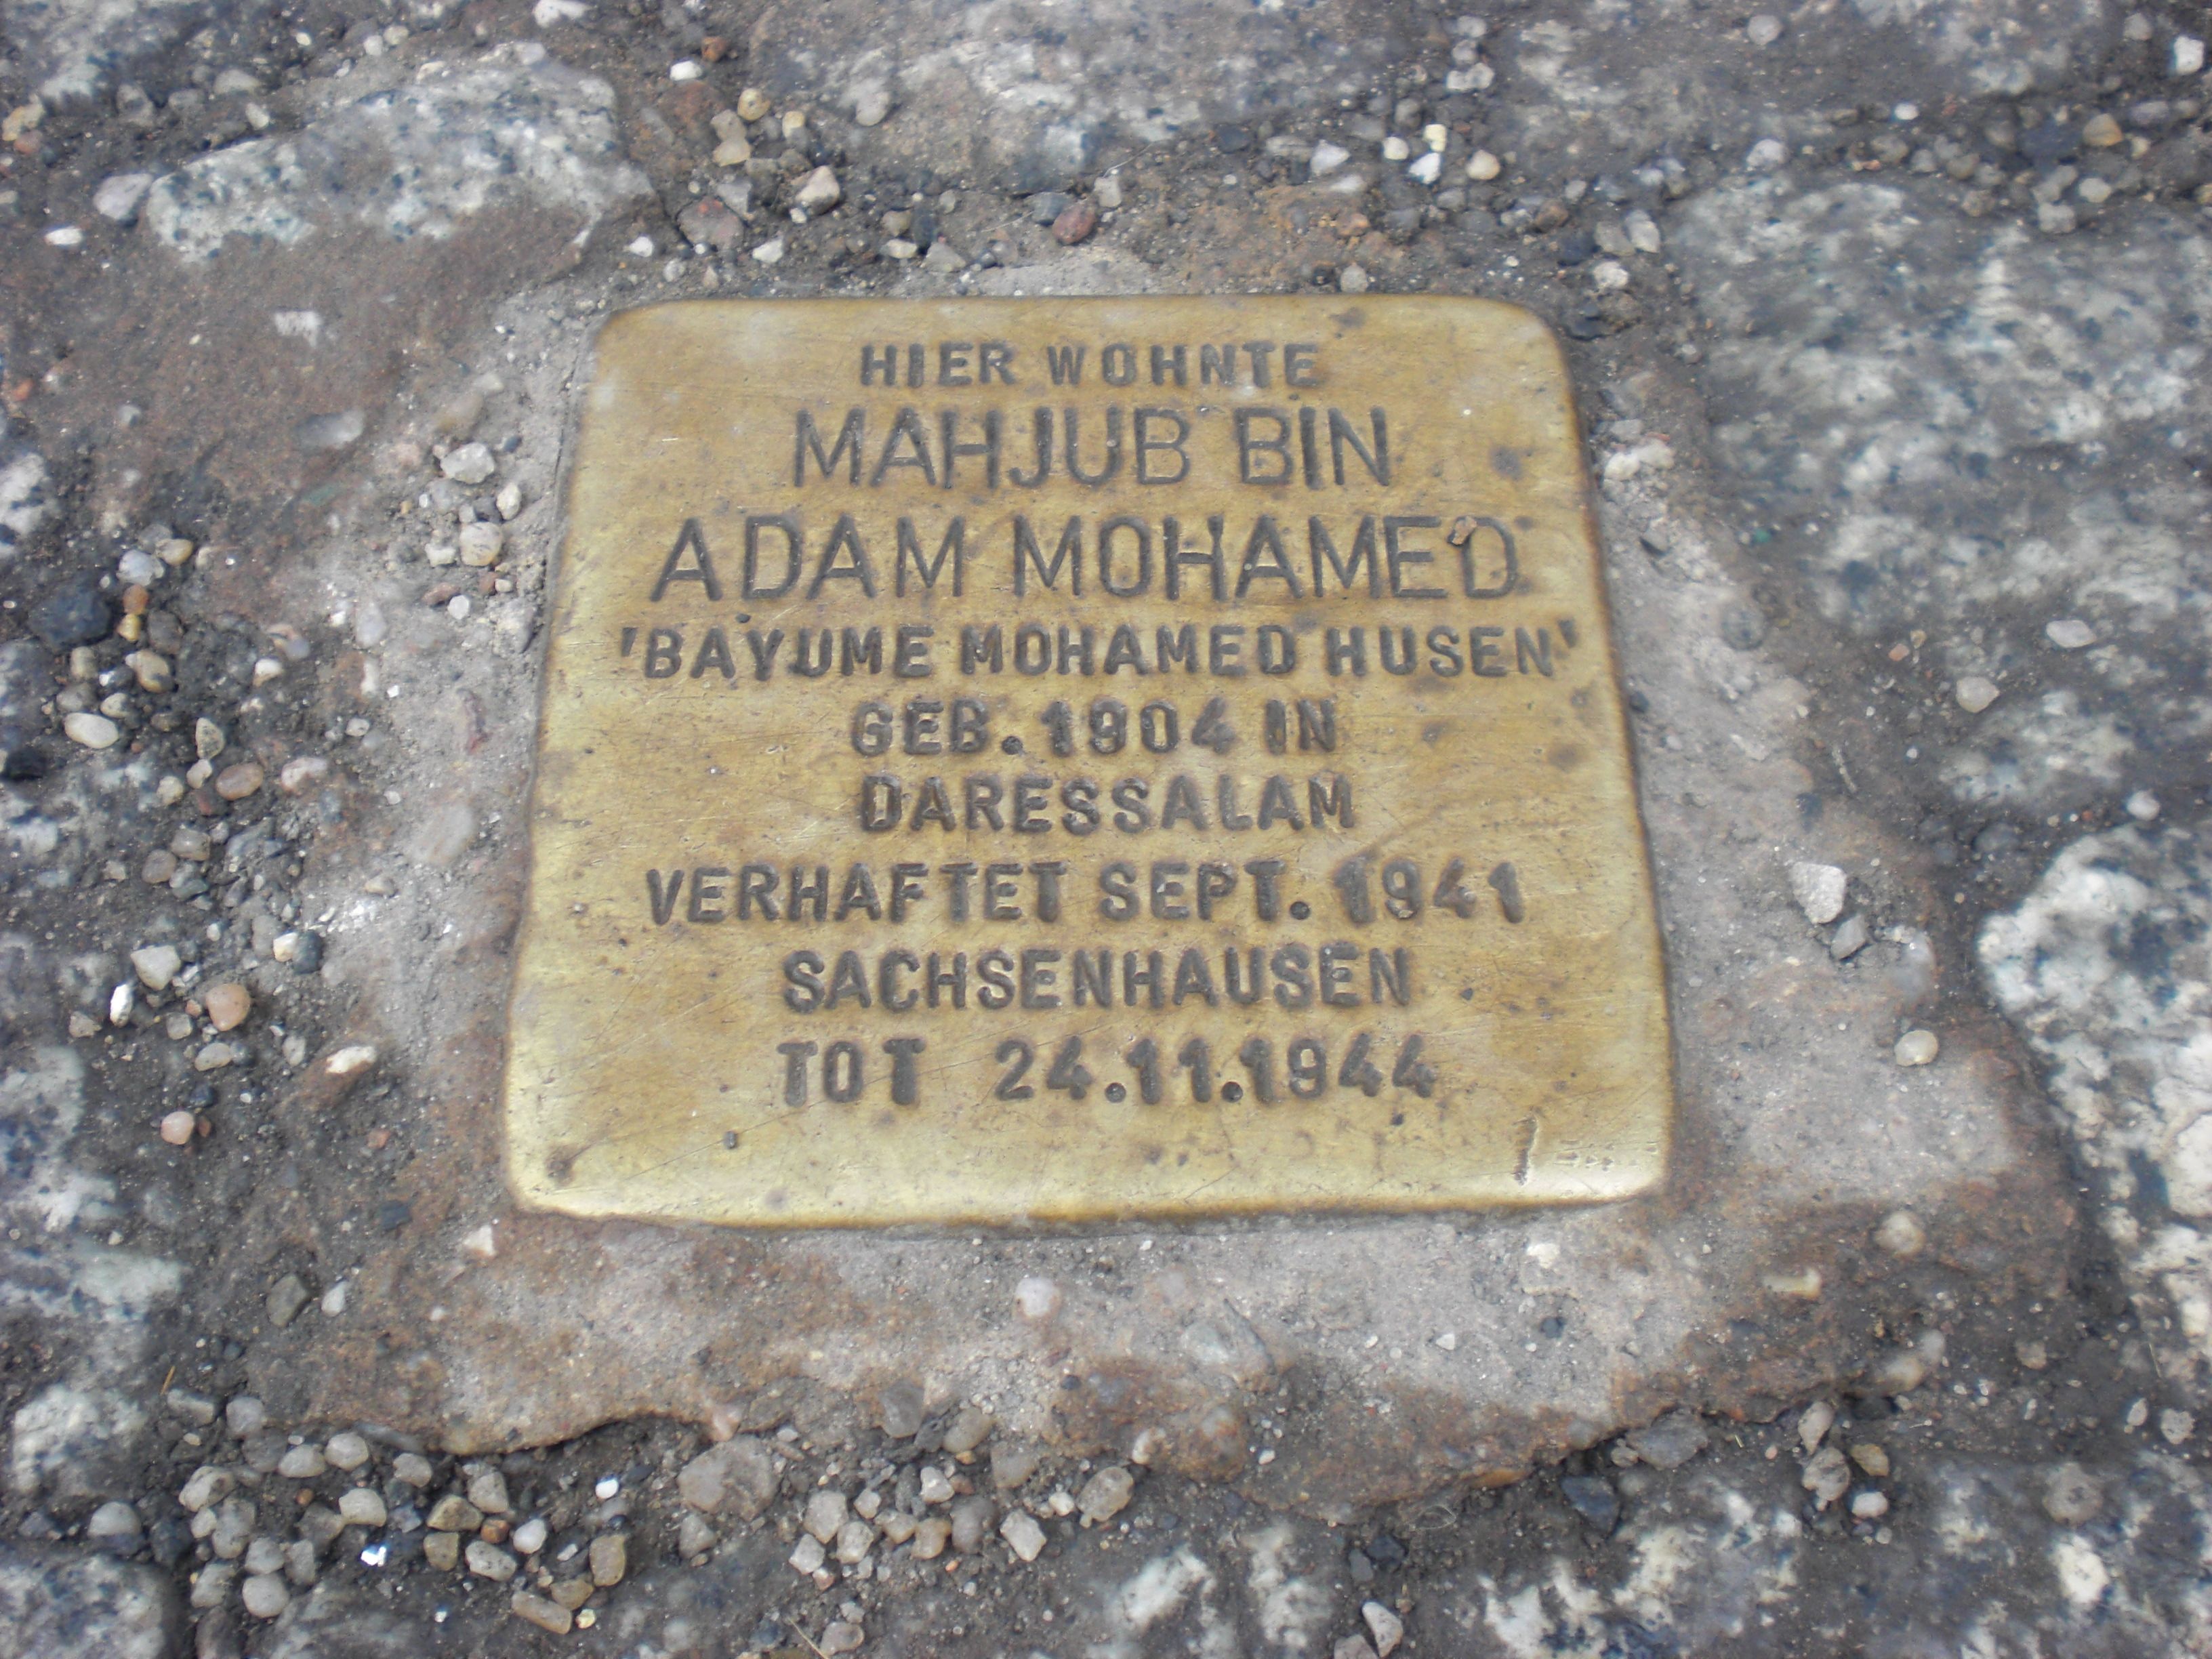 HIER WOHNTE
MAHJUB BIN
ADAM MOHAMED
'BAYUME MOHAMED HUSEN'
GEB. 1904 IN
DARESSALAM
VERHAFTET SEPT. 1941
SACHSENHAUSEN
TOT 24.11.1944